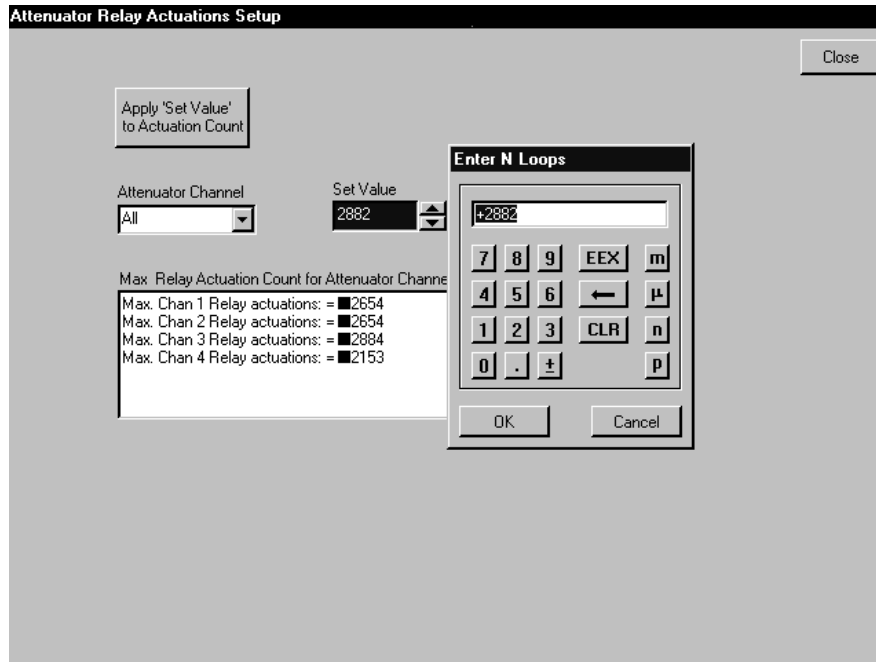 Attenuator Relay Actuations Setup
Close
Apply 'Set Value'
to Actuation Count
Attenuator Channel
All
Set Value
2882
Max Relay Actuation Count for Attenuator Channe
Max. Chan 1 Relay actuations: = ■2654
Max. Chan 2 Relay actuations: = ■2654
Max. Chan 3 Relay actuations: = ■2884
Max. Chan 4 Relay actuations: = ■2153
Enter N Loops
+2882
7 8 9 EEX m
4 5 6 ← μ
1 2 3 CLR n
0 . ± p
OK Cancel